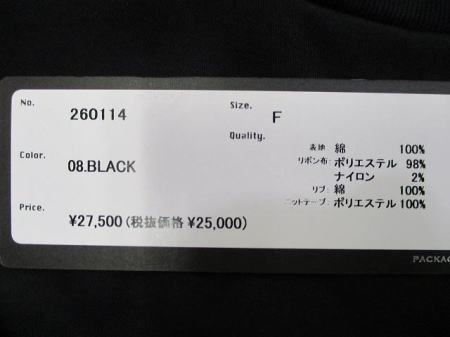 No. 260114
Size. F
Quality.
表地 綿 100%
リボン布: ポリエステル 98%
ナイロン 2%
リブ: 綿 100%
ニットテープ: ポリエステル 100%
Color. 08.BLACK
Price. ¥27,500(税抜価格 ¥25,000)